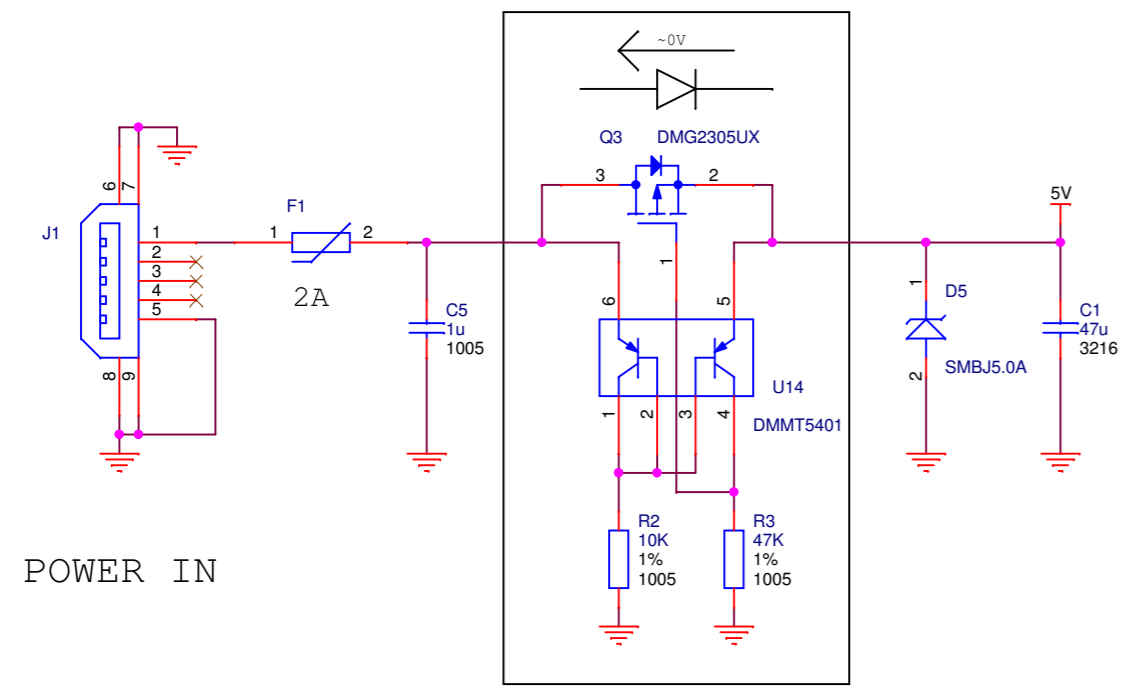 ~0V
Q3 DMG2305UX
3 2
1
6 7
J1
1
2
3
4
5
8 9
F1
1 2
2A
C5
1u
1005
6 5
U14
DMMT5401
1 2 3 4
R2
10K
1%
1005
R3
47K
1%
1005
5V
1
D5
2
SMBJ5.0A
C1
47u
3216
POWER IN